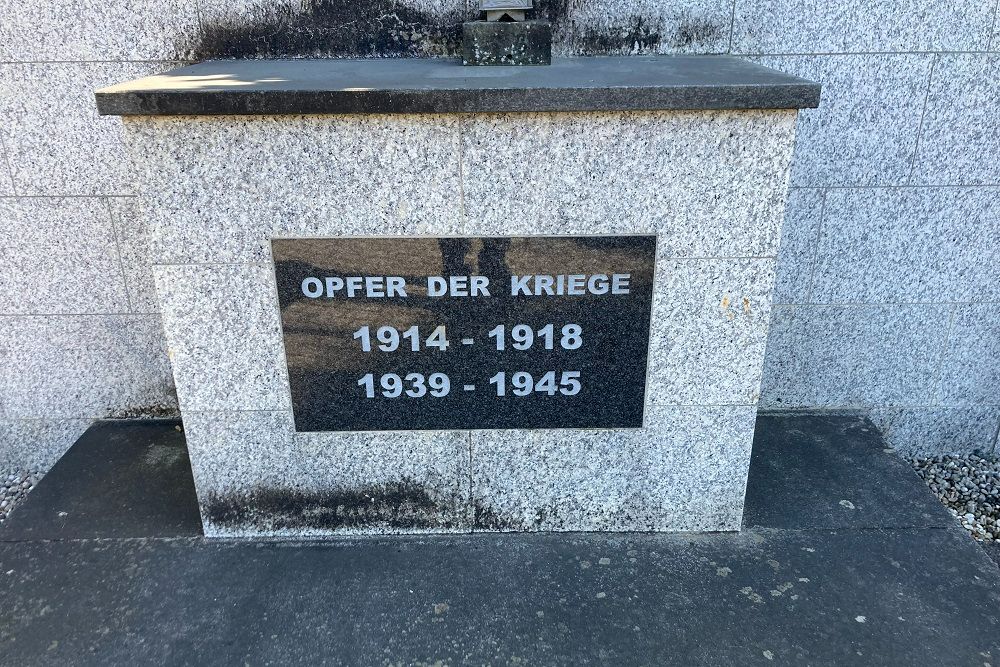 OPFER DER KRIEGE
1914 - 1918
1939 - 1945